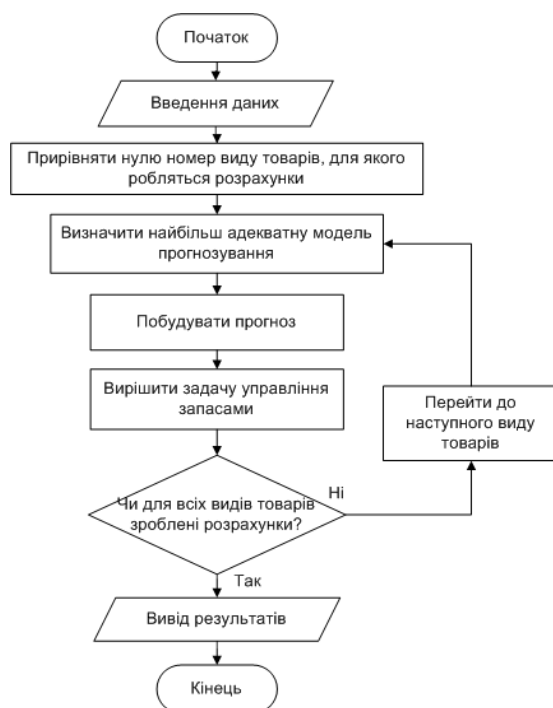 Початок
Введення даних
Прирівняти нулю номер виду товарів, для якого
робляться розрахунки
Визначити найбільш адекватну модель
прогнозування
Побудувати прогноз
Вирішити задачу управління
запасами
Перейти до
наступного виду
товарів
Ні
Чи для всіх видів товарів
зроблені розрахунки?
Так
Вивід результатів
Кінець